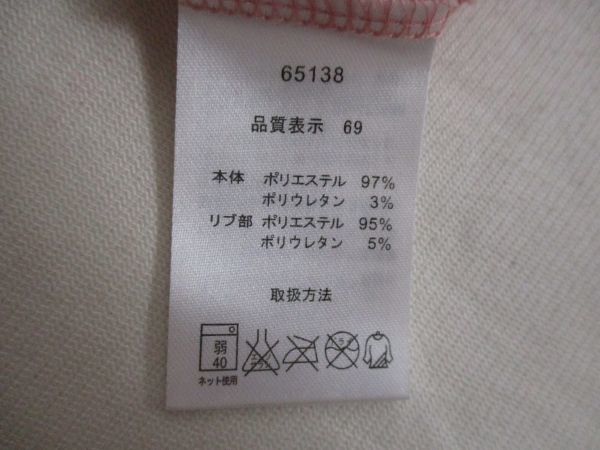 65138
品質表示 69
本体 ポリエステル 97%
ポリウレタン 3%
リブ部 ポリエステル 95%
ポリウレタン 5%
取扱方法
弱
40
ネット使用